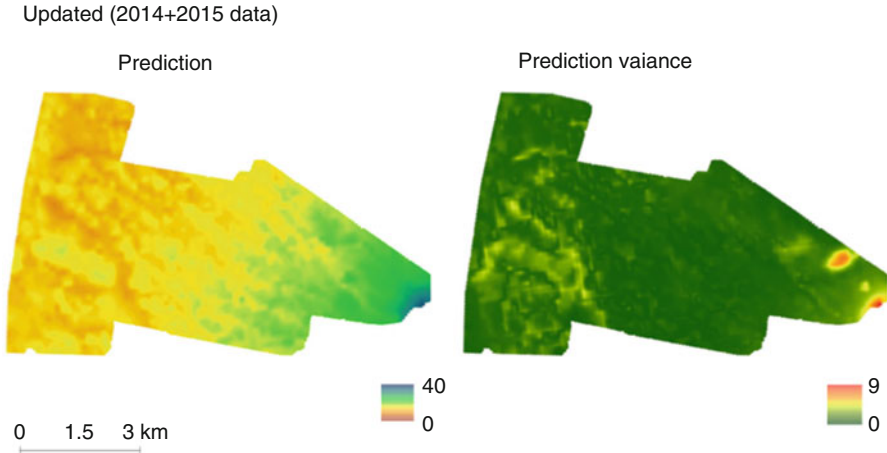 Updated (2014+2015 data)
Prediction
Prediction vaiance
40
0
9
0
0 1.5 3 km